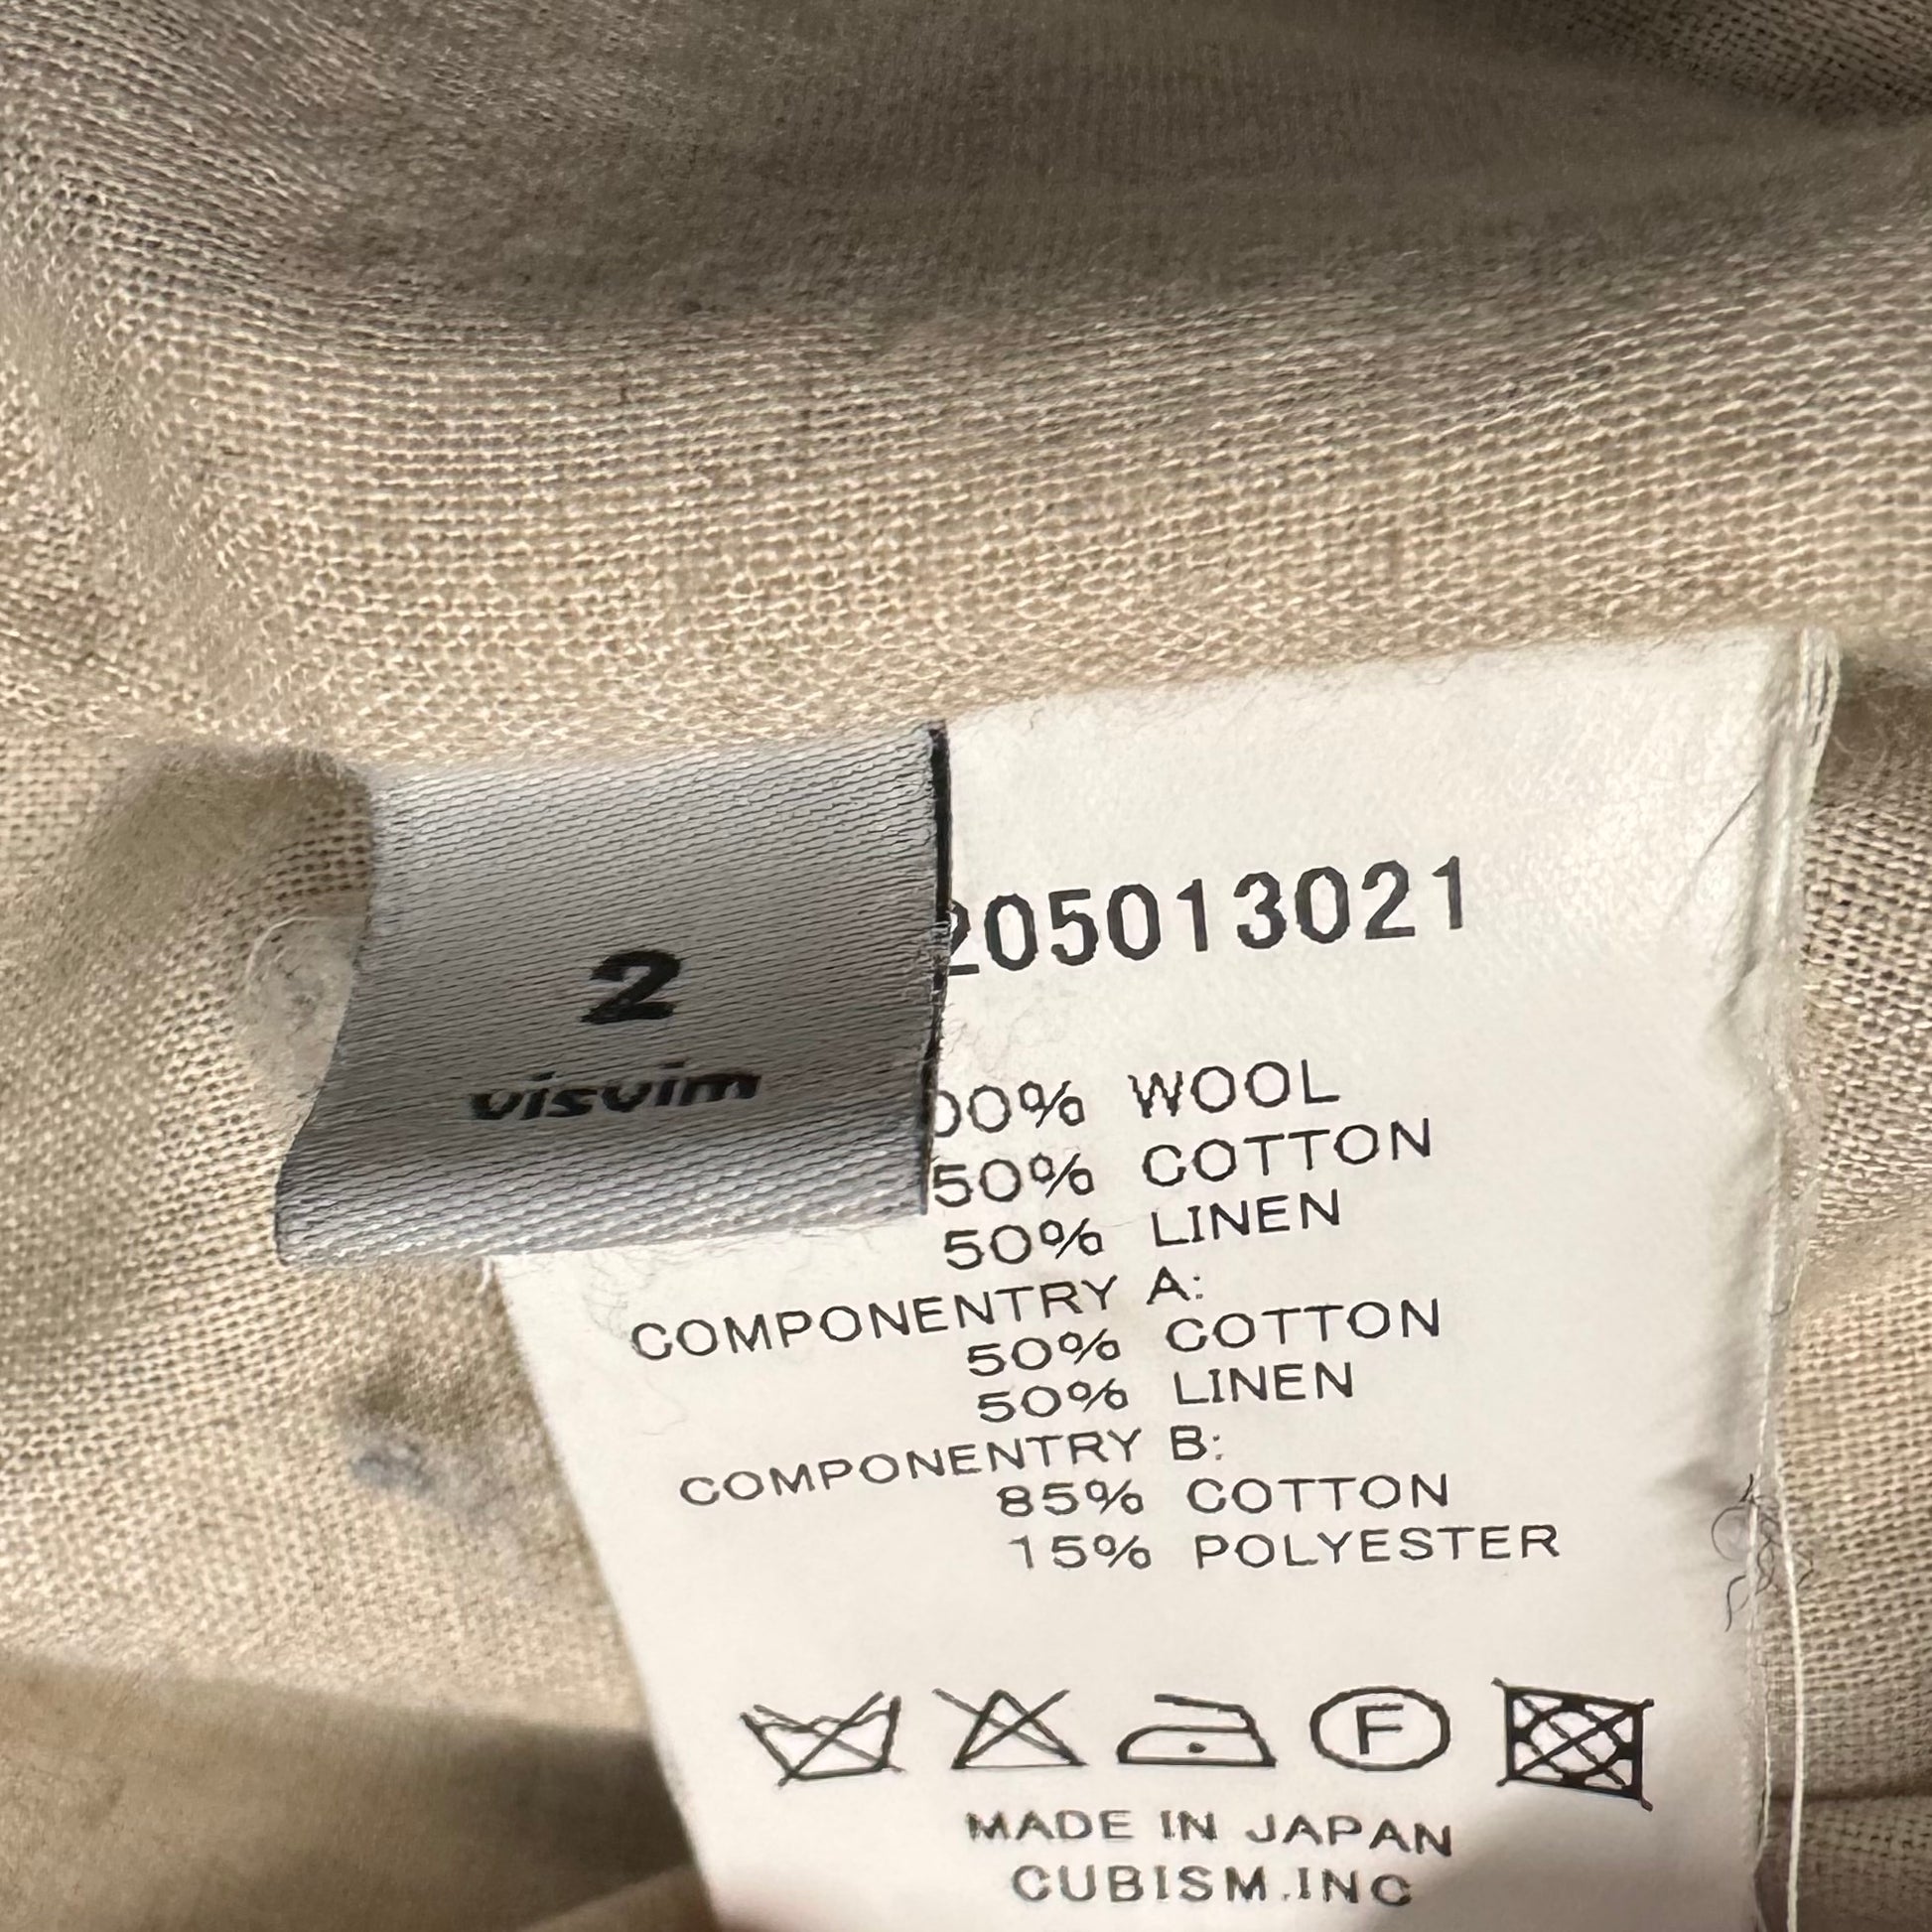 2
visvim
205013021
00% WOOL
50% COTTON
50% LINEN
COMPONENTRY A:
50% COTTON
50% LINEN
COMPONENTRY B:
85% COTTON
15% POLYESTER
F
MADE IN JAPAN
CUBISM.INC